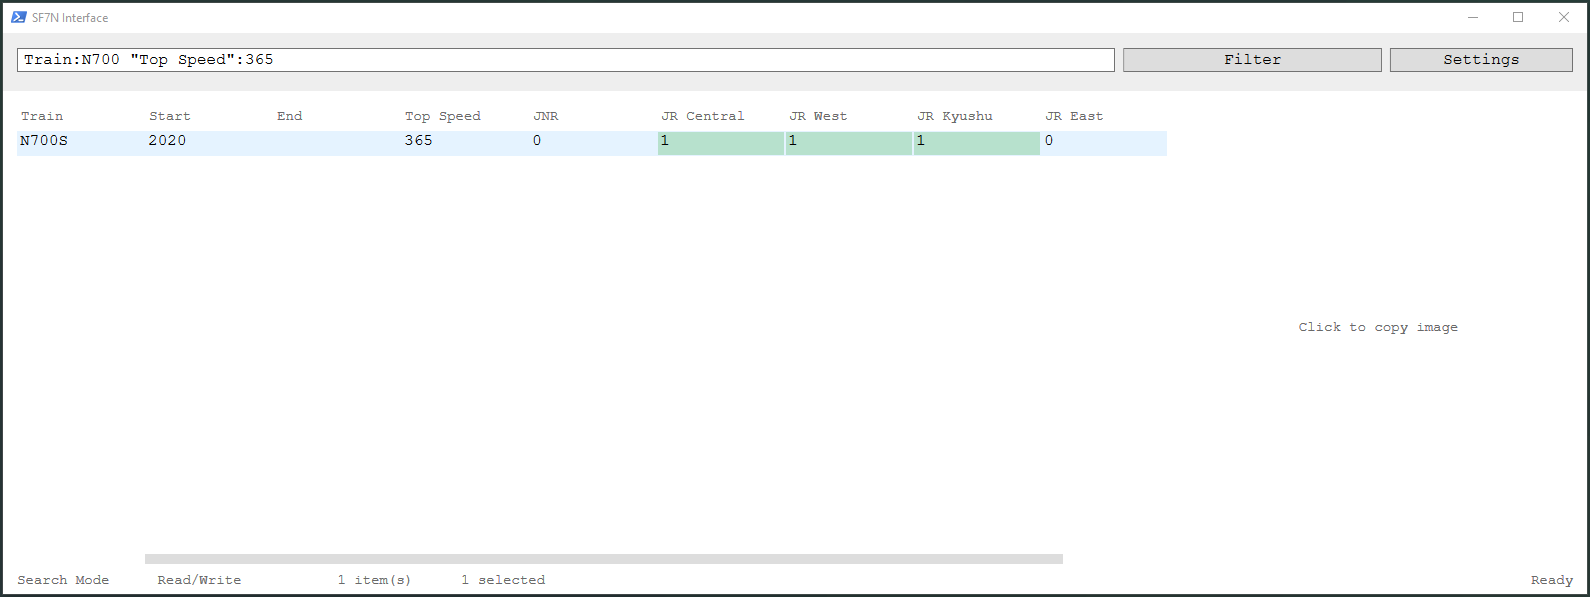 SF7N Interface
Train:N700 "Top Speed":365 Filter Settings
Train Start End Top Speed JNR JR Central JR West JR Kyushu JR East
N700S 2020 365 0 1 1 1 0
Click to copy image
Search Mode Read/Write 1 item(s) 1 selected Ready